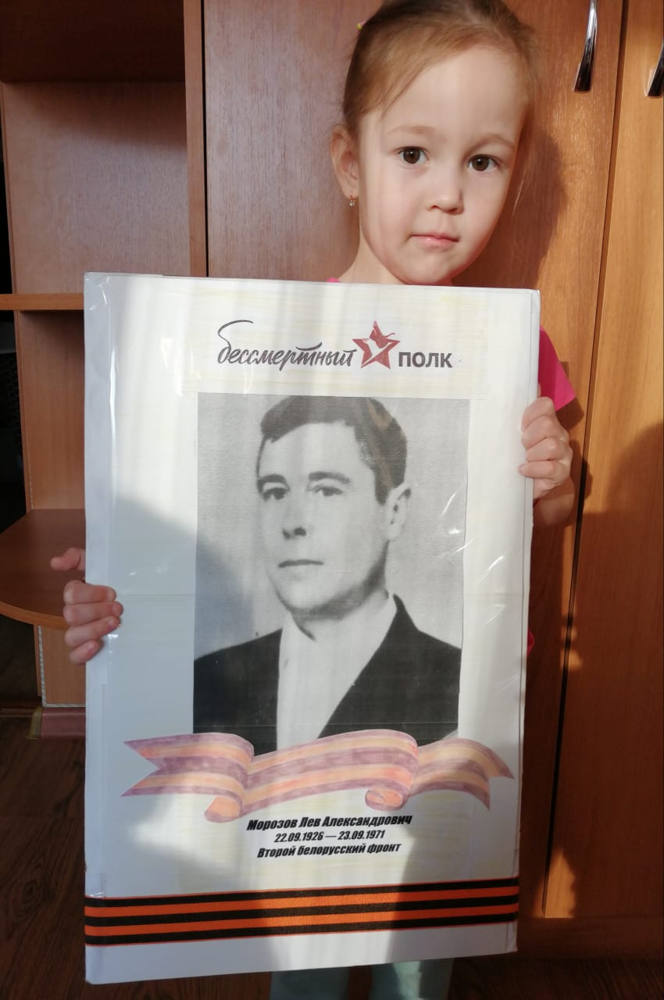 бессмертный полк
Морозов Лев Александрович
22.09.1926 — 23.09.1971
Второй белорусский фронт